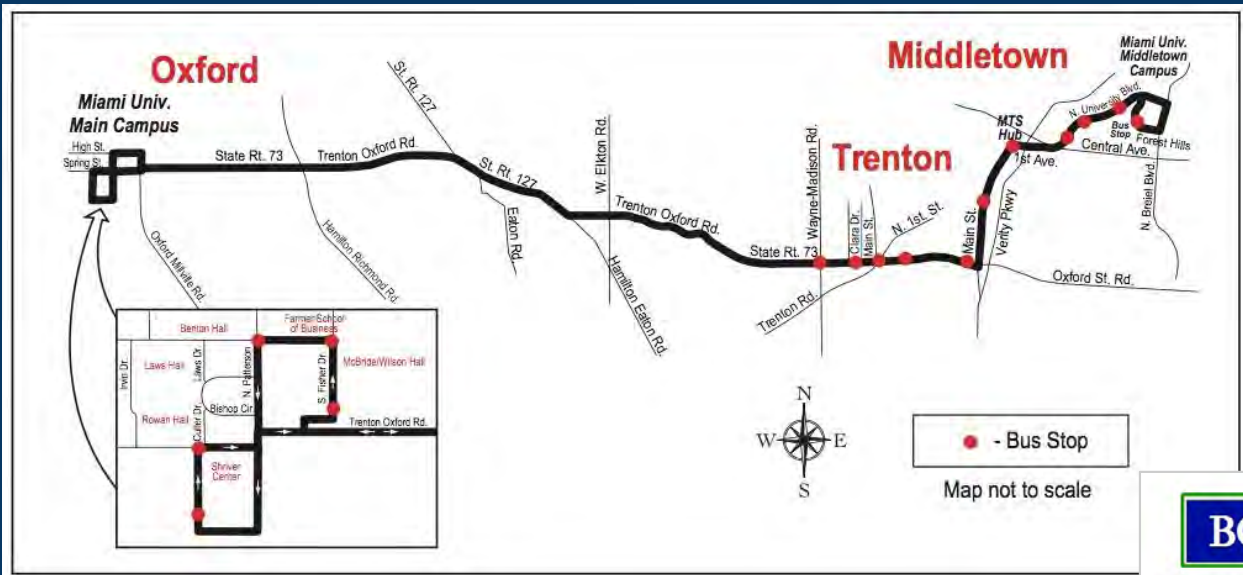 Oxford
Miami Univ.
Main Campus
High St.
Spring St.
State Rt. 73
Trenton Oxford Rd.
St. Rt. 127
St. Rt. 127
Eaton Rd.
W. Elkton Rd.
Trenton Oxford Rd.
Oxford Millville Rd.
Hamilton Richmond Rd.
Hamilton Eaton Rd.
State Rt. 73
Wayne-Madison Rd.
Trenton
Clara Dr.
Main St.
N. 1st. St.
Trenton Rd.
Middletown
Miami Univ.
Middletown
Campus
N. University Blvd.
MTS
Hub
Bus
Stop
Forest Hills
Central Ave.
1st Ave.
Main St.
Verity Pkwy
N. Breiel Blvd.
Oxford St. Rd.
Benton Hall
Farmer School
of Business
Irvin Dr.
Laws Hall
Laws Dr.
N. Patterson
S. Fisher Dr.
McBride/Wilson Hall
Bishop Cir.
Rowan Hall
Culler Dr.
Trenton Oxford Rd.
Shriver
Center
N
W
E
S
- Bus Stop
Map not to scale